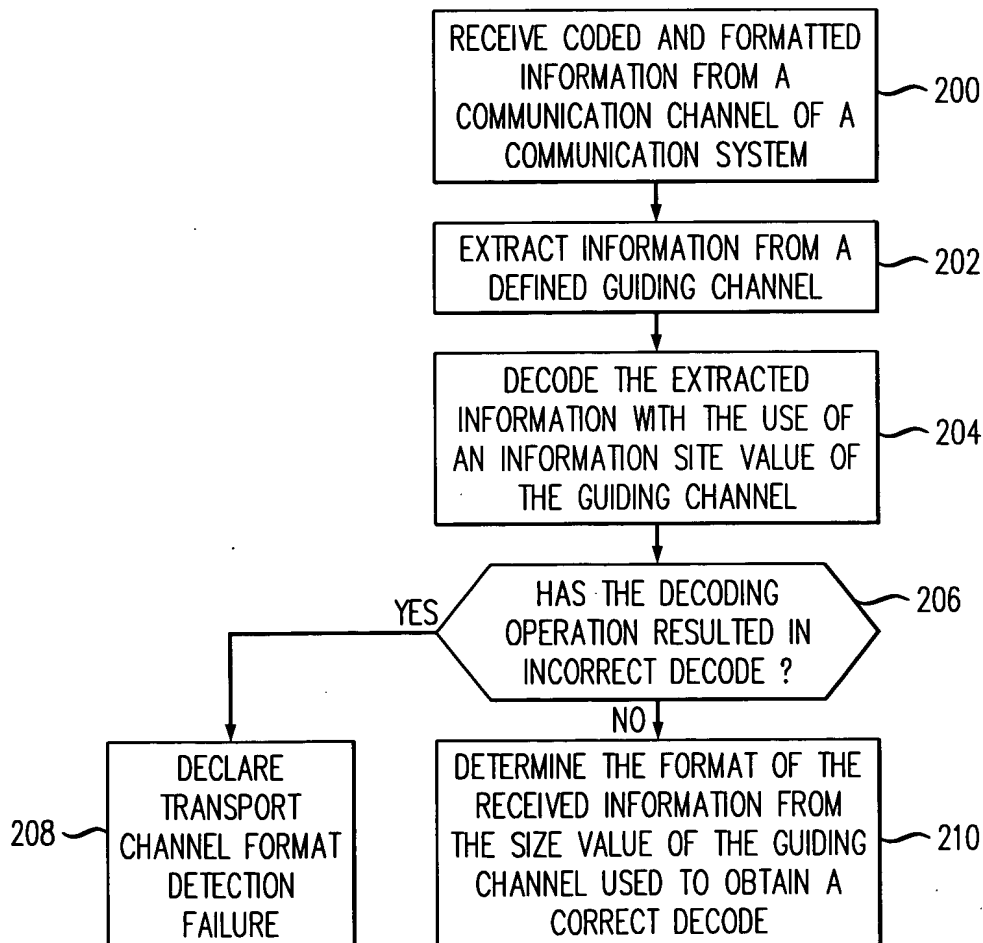 RECEIVE CODED AND FORMATTED
INFORMATION FROM A
COMMUNICATION CHANNEL OF A
COMMUNICATION SYSTEM
200
EXTRACT INFORMATION FROM A
DEFINED GUIDING CHANNEL
202
DECODE THE EXTRACTED
INFORMATION WITH THE USE OF
AN INFORMATION SITE VALUE OF
THE GUIDING CHANNEL
204
HAS THE DECODING
OPERATION RESULTED IN
INCORRECT DECODE ?
206
YES
NO
DECLARE
TRANSPORT
CHANNEL FORMAT
DETECTION
FAILURE
208
DETERMINE THE FORMAT OF THE
RECEIVED INFORMATION FROM
THE SIZE VALUE OF THE GUIDING
CHANNEL USED TO OBTAIN A
CORRECT DECODE
210